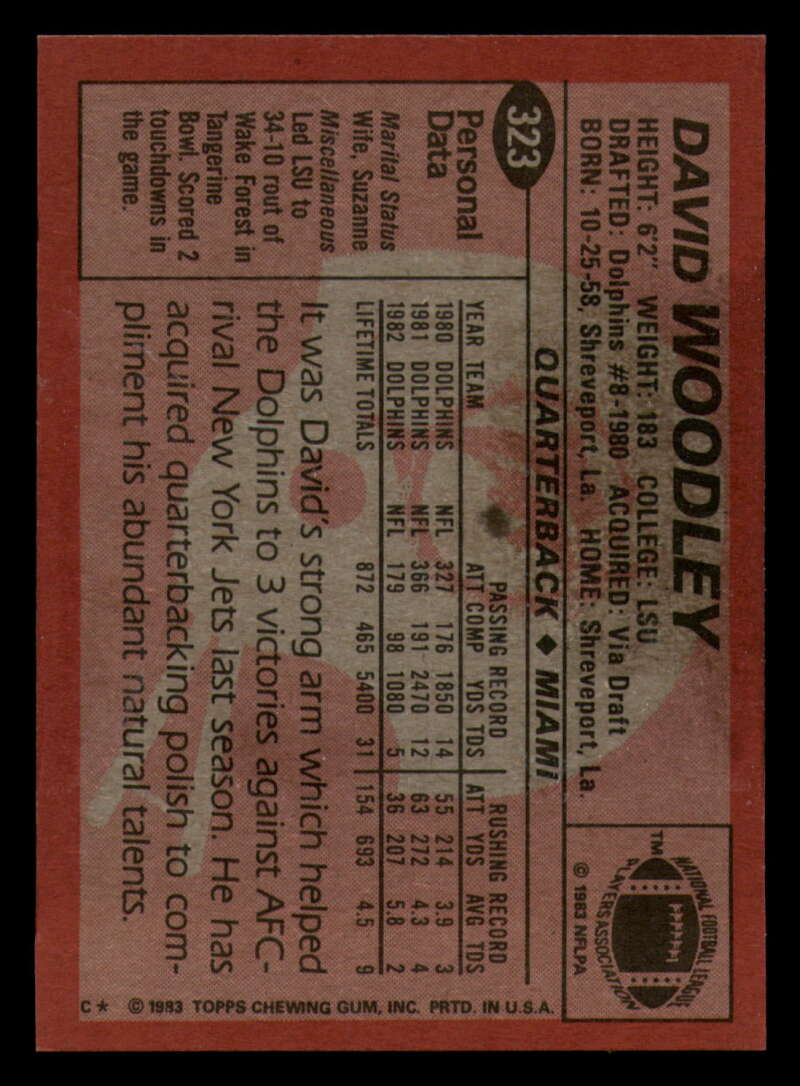 DAVID WOODLEY
HEIGHT: 6'2" WEIGHT: 183 COLLEGE: LSU
DRAFTED: Dolphins #8-1980 ACQUIRED: Via Draft
BORN: 10-25-58, Shreveport, La. HOME: Shreveport, La.
NATIONAL FOOTBALL LEAGUE
PLAYERS ASSOCIATION
TM
© 1983 NFLPA
323
QUARTERBACK ♦ MIAMI
Personal
Data
Marital Status
Wife, Suzanne
Miscellaneous
Led LSU to
34-10 rout of
Wake Forest in
Tangerine
Bowl. Scored 2
touchdowns in
the game.
PASSING RECORD RUSHING RECORD
YEAR TEAM ATT COMP YDS TDS ATT YDS AVG TDS
1980 DOLPHINS NFL 327 176 1850 14 55 214 3.9 3
1981 DOLPHINS NFL 366 191 2470 12 63 272 4.3 4
1982 DOLPHINS NFL 179 98 1080 5 36 207 5.8 2
LIFETIME TOTALS 872 465 5400 31 154 693 4.5 9
It was David's strong arm which helped
the Dolphins to 3 victories against AFC-
rival New York Jets last season. He has
acquired quarterbacking polish to com-
pliment his abundant natural talents.
C* © 1983 TOPPS CHEWING GUM, INC. PRTD. IN U.S.A.